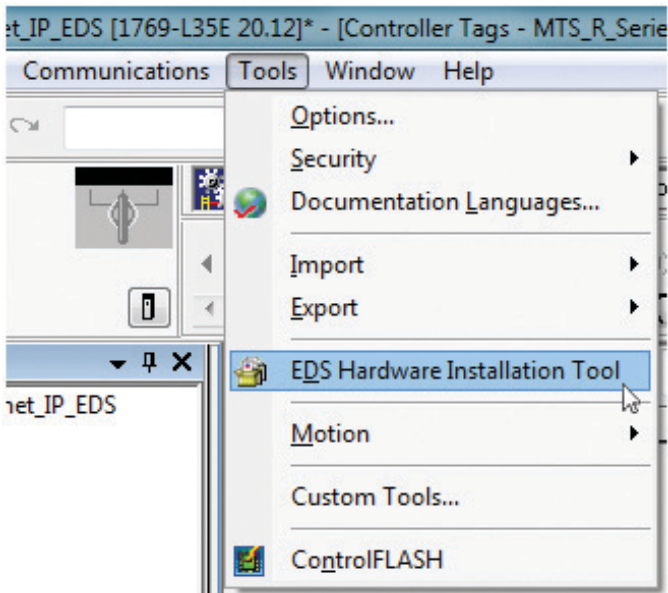 et_IP_EDS [1769-L35E 20.12]* - [Controller Tags - MTS_R_Serie
Communications Tools Window Help
Options...
Security
Documentation Languages...
Import
Export
EDS Hardware Installation Tool
net_IP_EDS
Motion
Custom Tools...
ControlFLASH